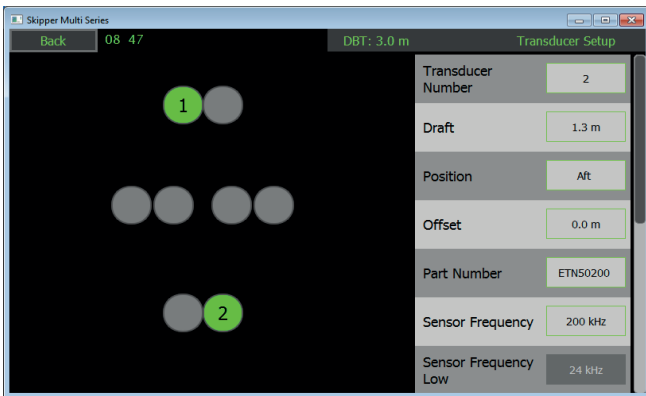 Skipper Multi Series
Back 08 47 DBT: 3.0 m Transducer Setup
1
2
Transducer
Number 2
Draft 1.3 m
Position Aft
Offset 0.0 m
Part Number ETN50200
Sensor Frequency 200 kHz
Sensor Frequency
Low 24 kHz